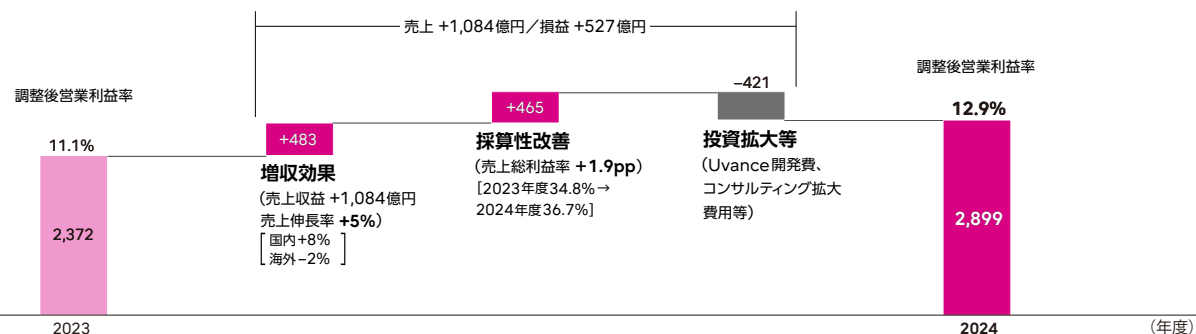 売上 +1,084億円／損益 +527億円
調整後営業利益率
11.1%
2,372
2023
+483
増収効果
（売上収益 +1,084億円
売上伸長率 +5%）
国内+8%
海外−2%
+465
採算性改善
（売上総利益率 +1.9pp）
［2023年度34.8%→
2024年度36.7%］
−421
投資拡大等
（Uvance開発費、
コンサルティング拡大
費用等）
調整後営業利益率
12.9%
2,899
2024
（年度）